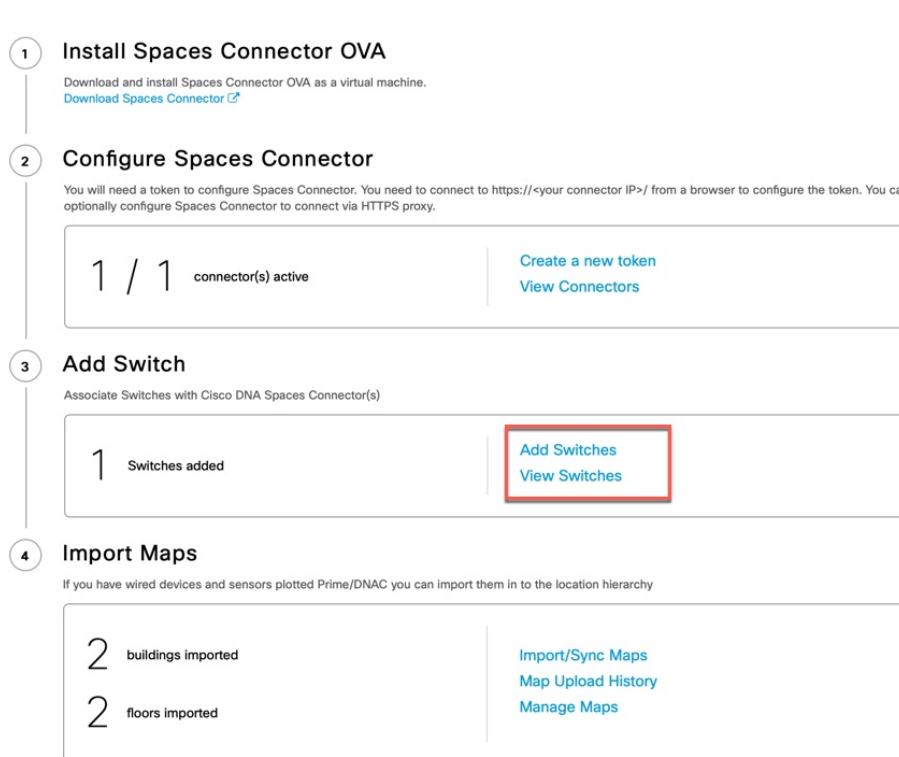 1
Install Spaces Connector OVA
Download and install Spaces Connector OVA as a virtual machine.
Download Spaces Connector
2
Configure Spaces Connector
You will need a token to configure Spaces Connector. You need to connect to https://<your connector IP>/ from a browser to configure the token. You ca
optionally configure Spaces Connector to connect via HTTPS proxy.
1 / 1 connector(s) active
Create a new token
View Connectors
3
Add Switch
Associate Switches with Cisco DNA Spaces Connector(s)
1 Switches added
Add Switches
View Switches
4
Import Maps
If you have wired devices and sensors plotted Prime/DNAC you can import them in to the location hierarchy
2 buildings imported
2 floors imported
Import/Sync Maps
Map Upload History
Manage Maps